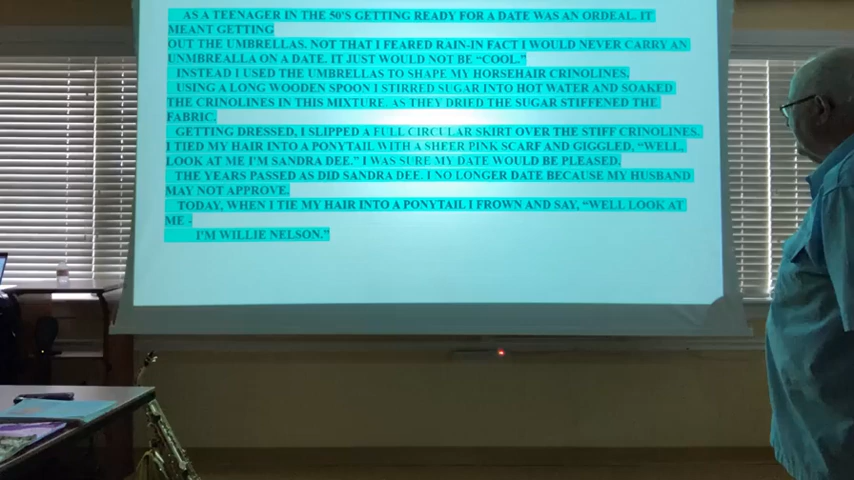 AS A TEENAGER IN THE 50'S GETTING READY FOR A DATE WAS AN ORDEAL. IT
MEANT GETTING
OUT THE UMBRELLAS. NOT THAT I FEARED RAIN-IN FACT I WOULD NEVER CARRY AN
UNMBREALLA ON A DATE. IT JUST WOULD NOT BE “COOL.”
INSTEAD I USED THE UMBRELLAS TO SHAPE MY HORSEHAIR CRINOLINES.
USING A LONG WOODEN SPOON I STIRRED SUGAR INTO HOT WATER AND SOAKED
THE CRINOLINES IN THIS MIXTURE. AS THEY DRIED THE SUGAR STIFFENED THE
FABRIC.
GETTING DRESSED, I SLIPPED A FULL CIRCULAR SKIRT OVER THE STIFF CRINOLINES.
I TIED MY HAIR INTO A PONYTAIL WITH A SHEER PINK SCARF AND GIGGLED, “WELL,
LOOK AT ME I'M SANDRA DEE.” I WAS SURE MY DATE WOULD BE PLEASED.
THE YEARS PASSED AS DID SANDRA DEE. I NO LONGER DATE BECAUSE MY HUSBAND
MAY NOT APPROVE.
TODAY, WHEN I TIE MY HAIR INTO A PONYTAIL I FROWN AND SAY, “WELL LOOK AT
ME -
I'M WILLIE NELSON.”